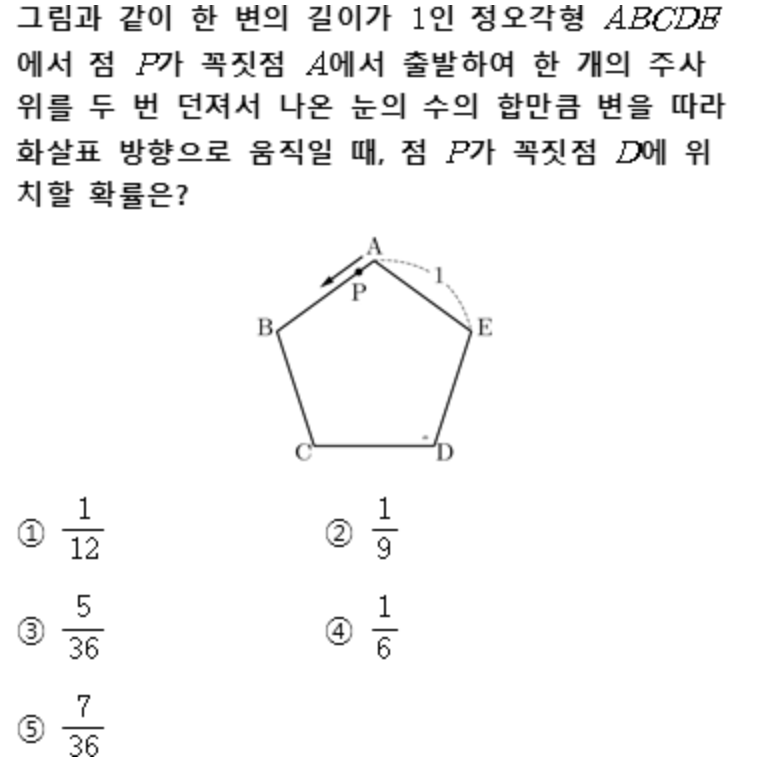 그림과 같이 한 변의 길이가 1인 정오각형 ABCDE
에서 점 P가 꼭짓점 A에서 출발하여 한 개의 주사
위를 두 번 던져서 나온 눈의 수의 합만큼 변을 따라
화살표 방향으로 움직일 때, 점 P가 꼭짓점 D에 위
치할 확률은?
A
1
P
B
E
C
D
① 1/12 ② 1/9
③ 5/36 ④ 1/6
⑤ 7/36